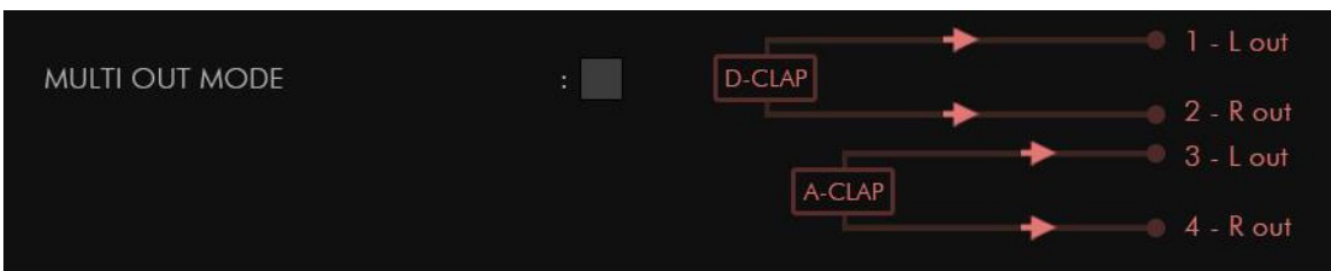 MULTI OUT MODE :
D-CLAP
1 - L out
2 - R out
A-CLAP
3 - L out
4 - R out